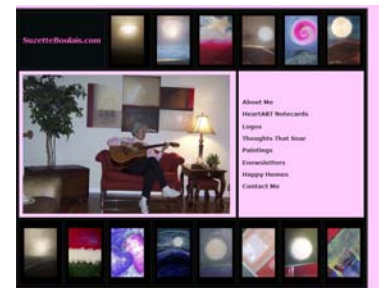 SuzetteBoulais.com
About Me
HeartART Notecards
Logos
Thoughts That Soar
Paintings
Enewsletters
Happy Homes
Contact Me